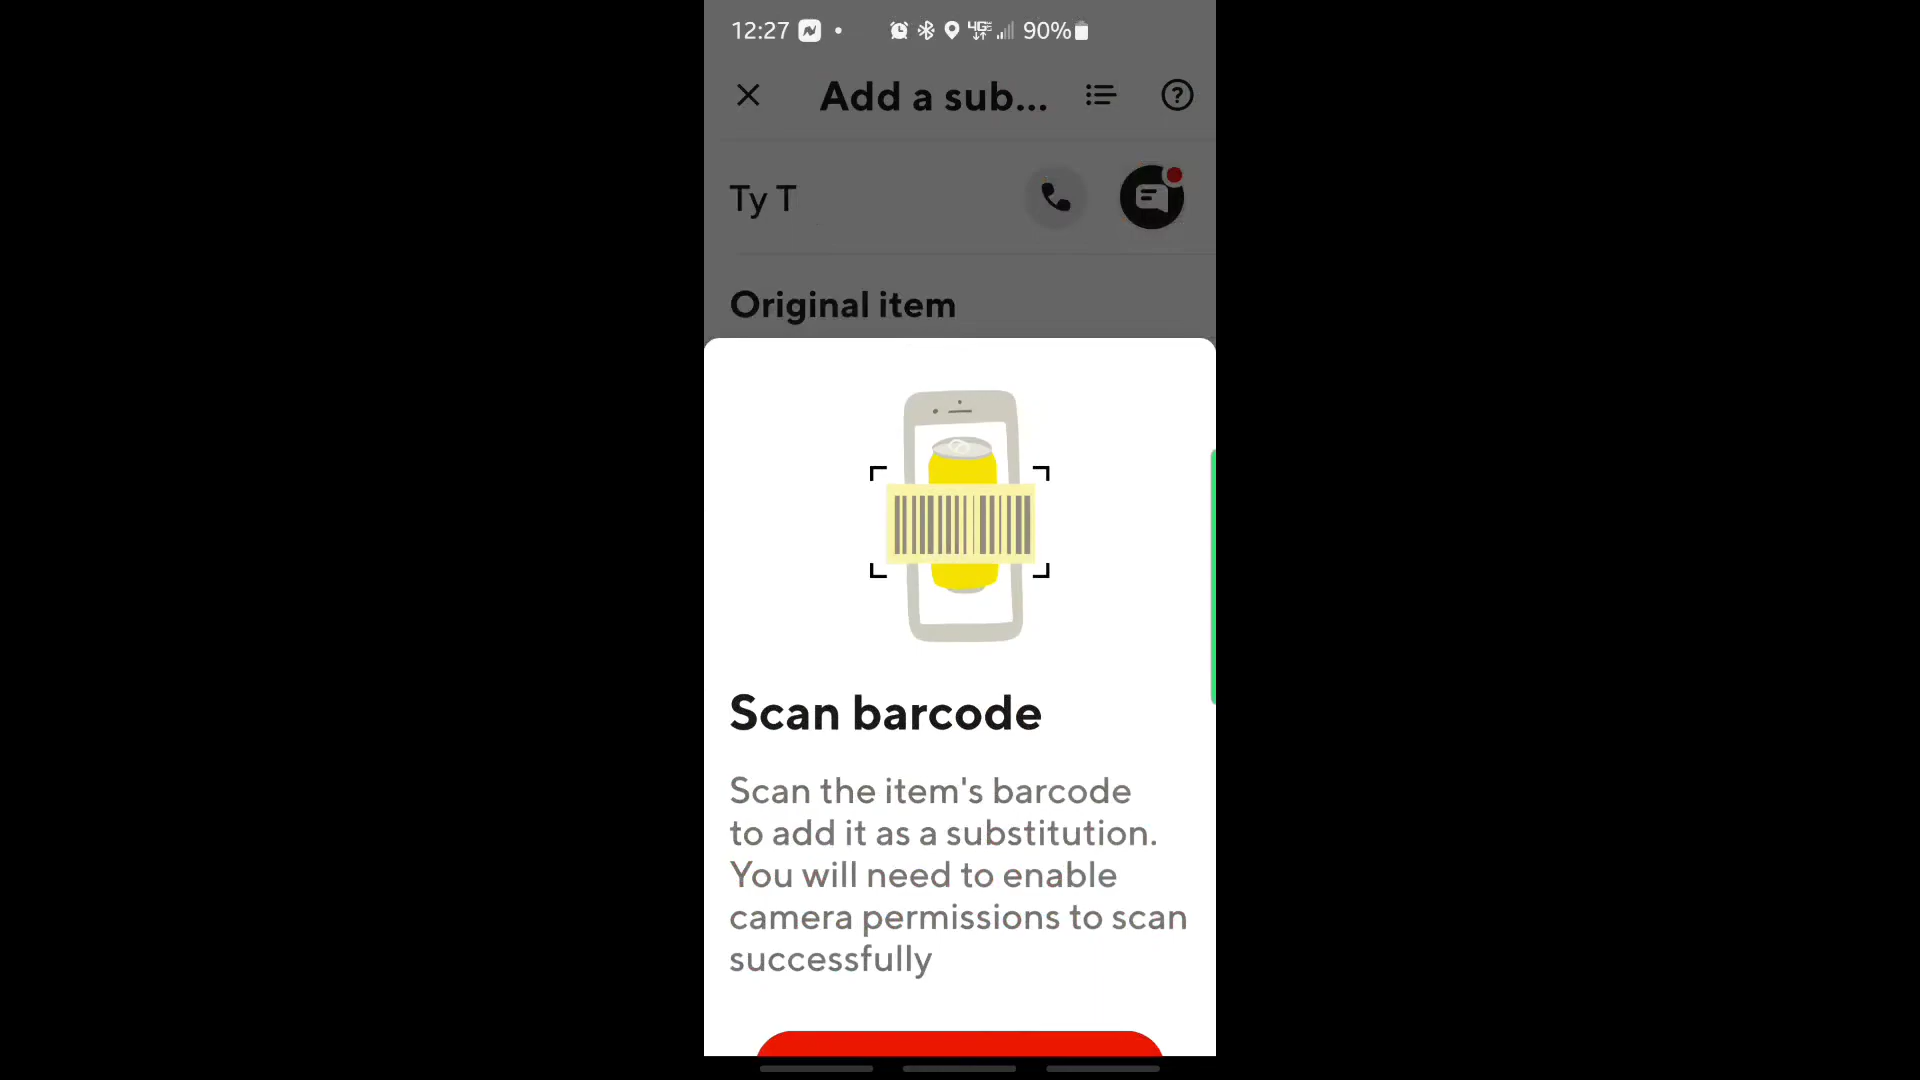 12:27 90%
Add a sub...
Ty T
Original item
Scan barcode
Scan the item's barcode
to add it as a substitution.
You will need to enable
camera permissions to scan
successfully